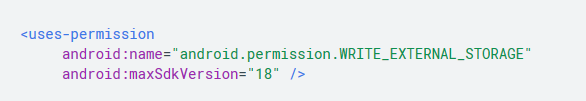 <uses-permission
android:name="android.permission.WRITE_EXTERNAL_STORAGE"
android:maxSdkVersion="18" />